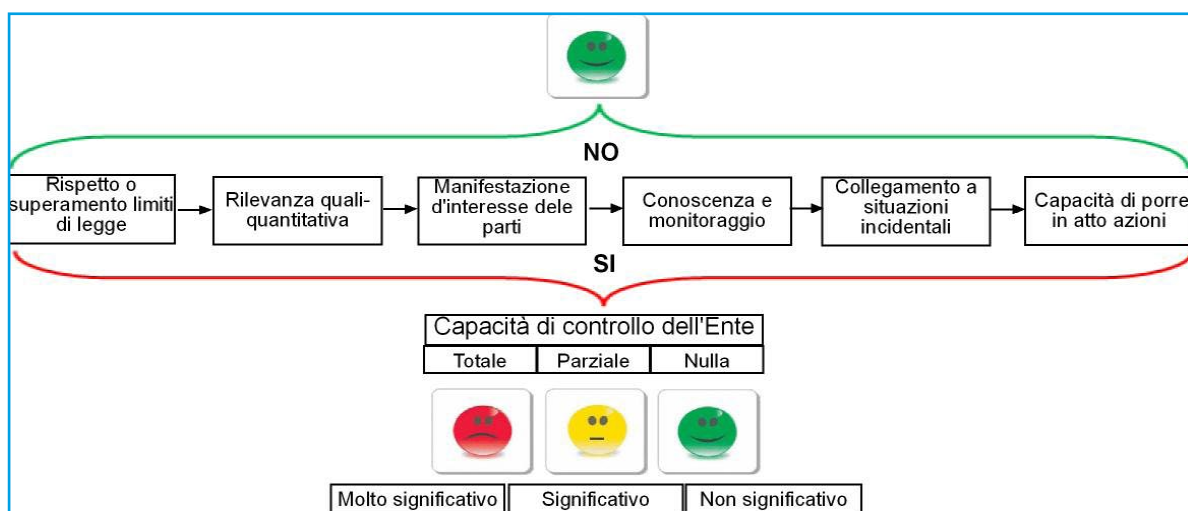 NO
Rispetto o
superamento limiti
di legge
Rilevanza quali-
quantitativa
Manifestazione
d'interesse dele
parti
Conoscenza e
monitoraggio
Collegamento a
situazioni
incidentali
Capacità di porre
in atto azioni
SI
Capacità di controllo dell'Ente
Totale
Parziale
Nulla
Molto significativo
Significativo
Non significativo